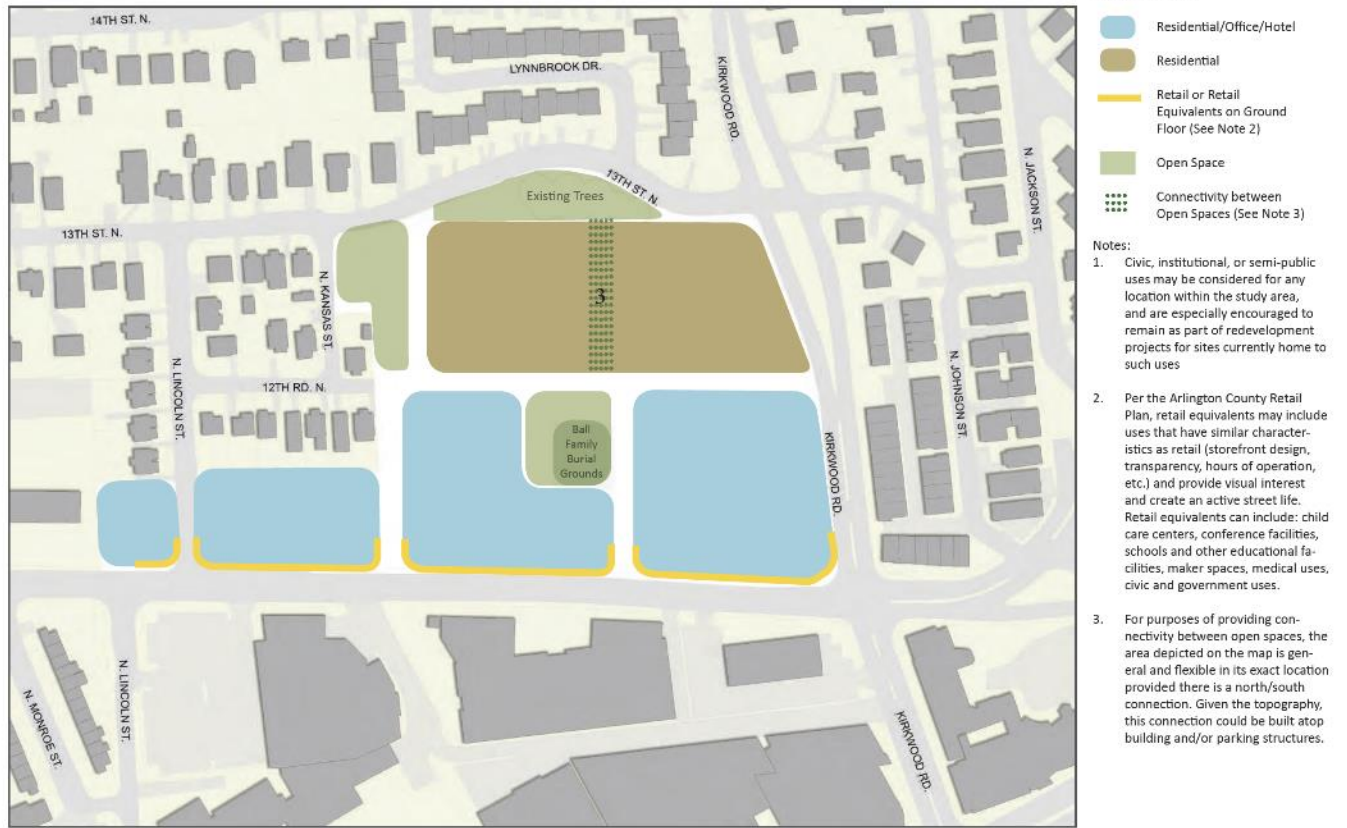 14TH ST. N.
LYNNBROOK DR.
KIRKWOOD RD.
N. JACKSON ST.
13TH ST. N.
Existing Trees
13TH ST. N.
N. KANSAS ST.
3
N. LINCOLN ST.
12TH RD. N.
N. JOHNSON ST.
Ball
Family
Burial
Grounds
KIRKWOOD RD.
N. MONROE ST.
N. LINCOLN ST.
KIRKWOOD RD.
Residential/Office/Hotel
Residential
Retail or Retail
Equivalents on Ground
Floor (See Note 2)
Open Space
Connectivity between
Open Spaces (See Note 3)
Notes:
1. Civic, institutional, or semi-public
uses may be considered for any
location within the study area,
and are especially encouraged to
remain as part of redevelopment
projects for sites currently home to
such uses
2. Per the Arlington County Retail
Plan, retail equivalents may include
uses that have similar character-
istics as retail (storefront design,
transparency, hours of operation,
etc.) and provide visual interest
and create an active street life.
Retail equivalents can include: child
care centers, conference facilities,
schools and other educational fa-
cilities, maker spaces, medical uses,
civic and government uses.
3. For purposes of providing con-
nectivity between open spaces, the
area depicted on the map is gen-
eral and flexible in its exact location
provided there is a north/south
connection. Given the topography,
this connection could be built atop
building and/or parking structures.